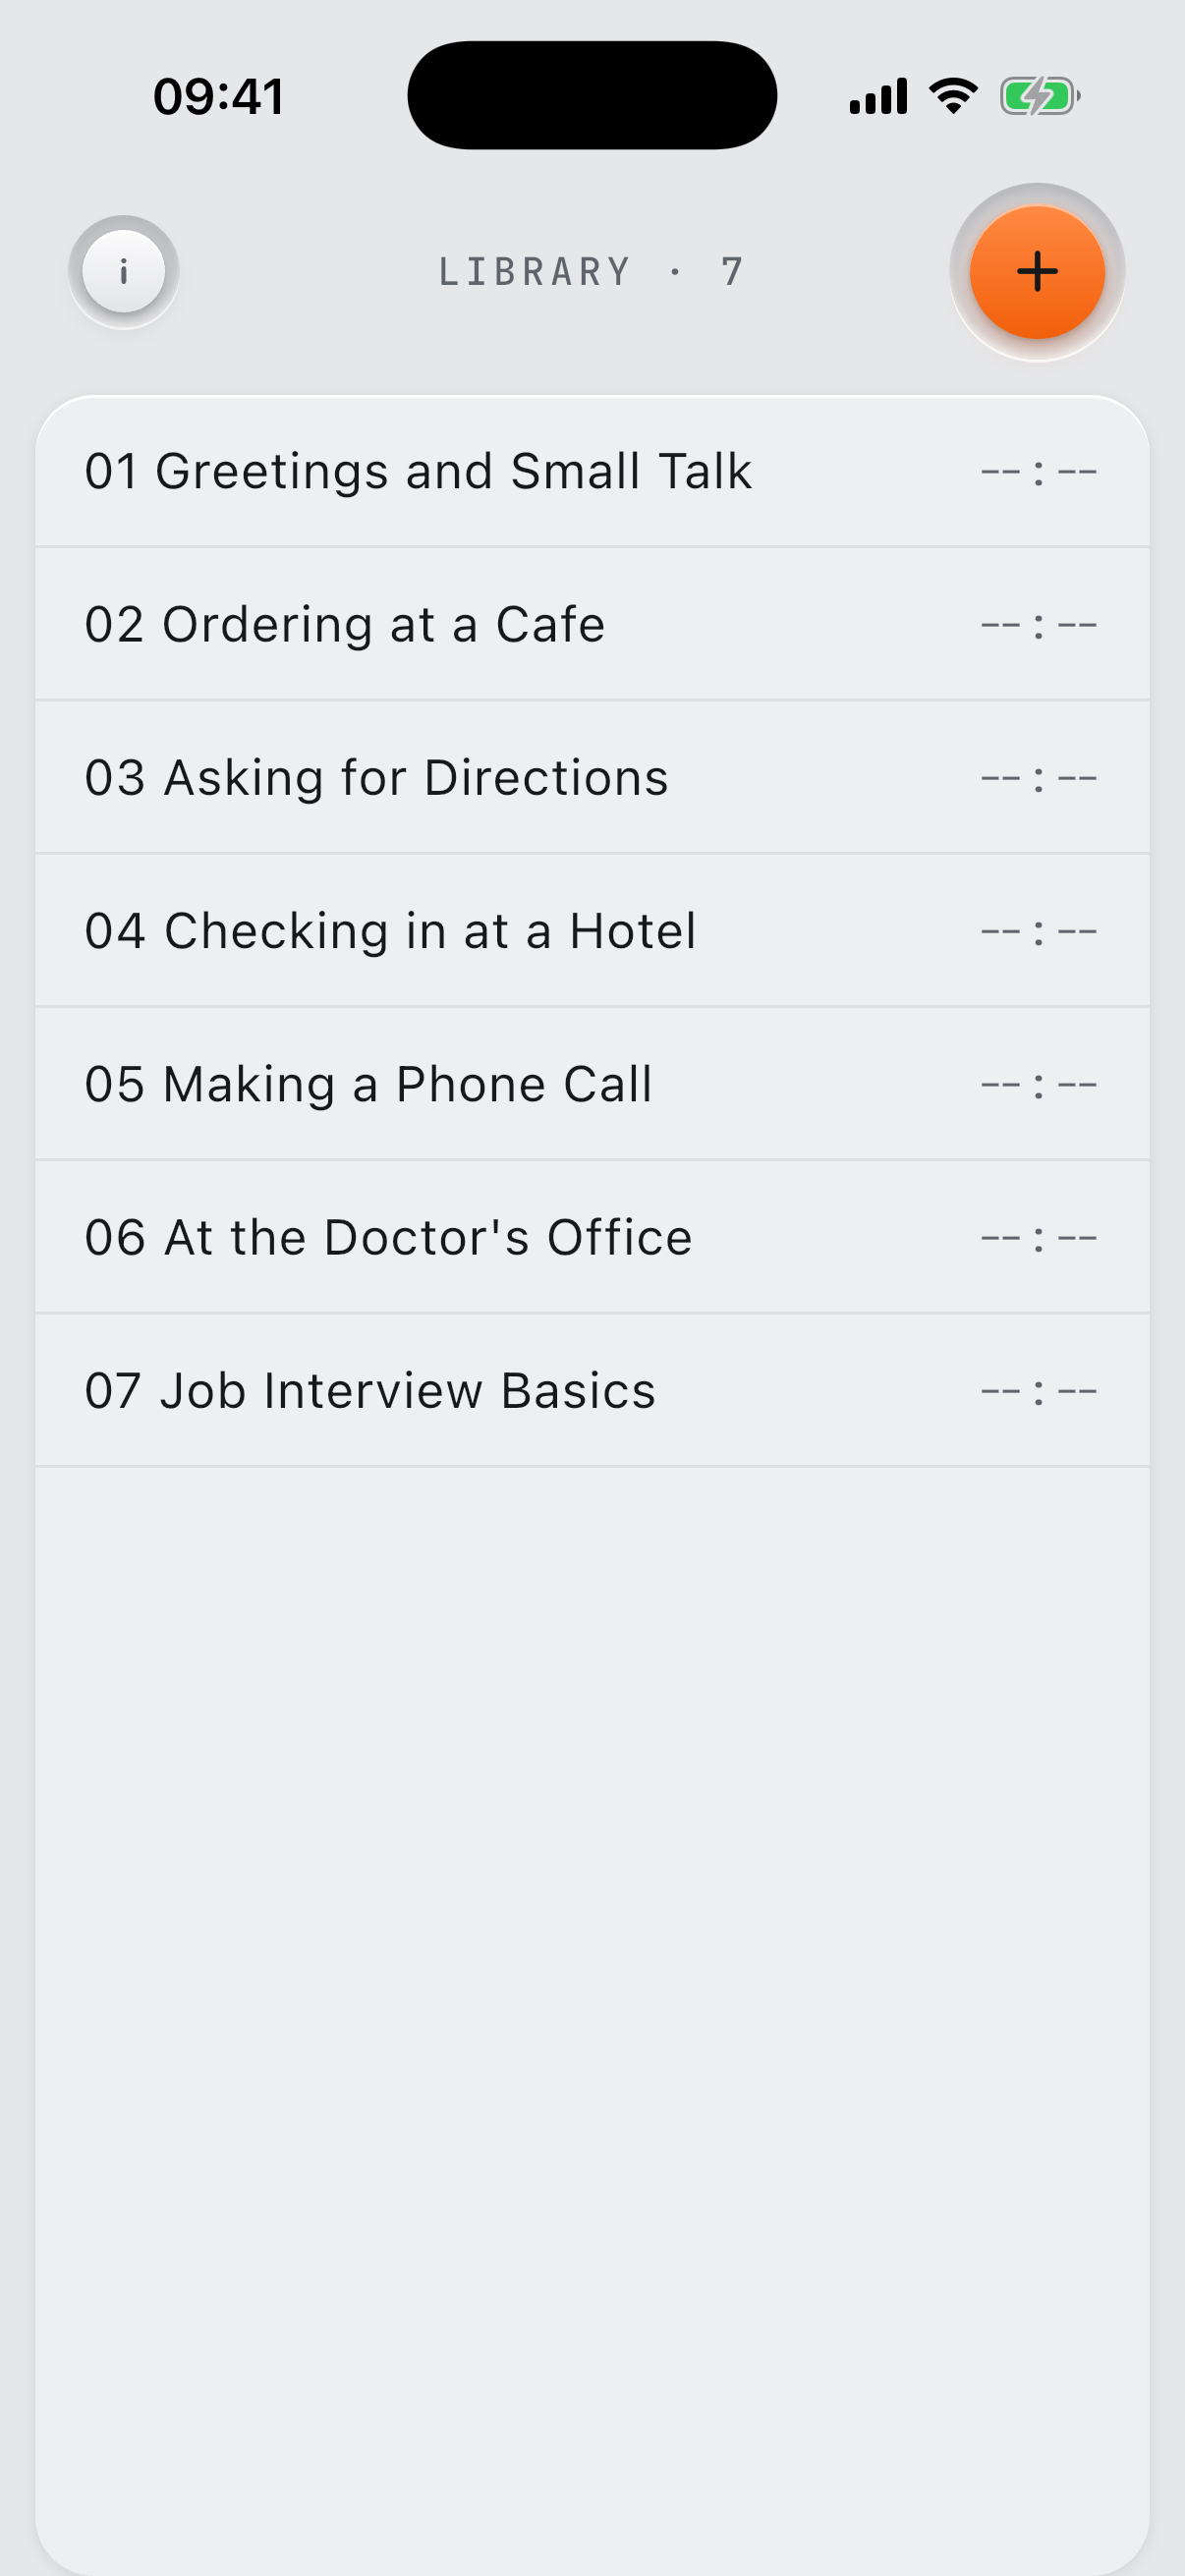 09:41
LIBRARY · 7
01 Greetings and Small Talk --:--
02 Ordering at a Cafe --:--
03 Asking for Directions --:--
04 Checking in at a Hotel --:--
05 Making a Phone Call --:--
06 At the Doctor's Office --:--
07 Job Interview Basics --:--